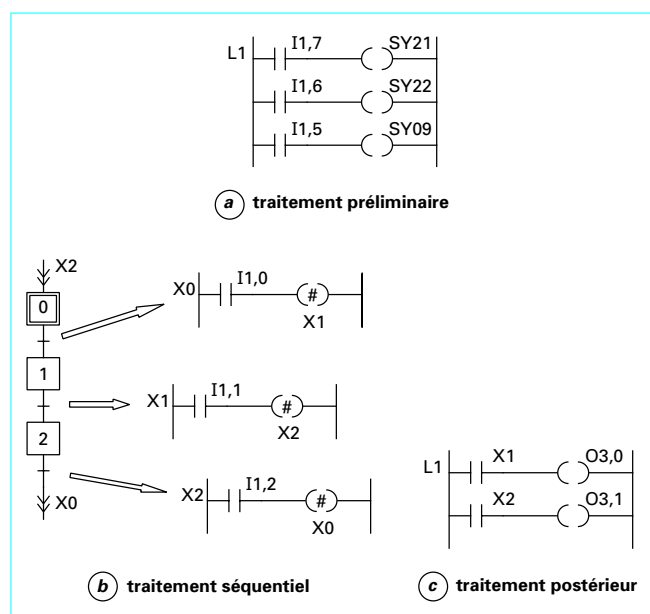 L1 I1,7 SY21
I1,6 SY22
I1,5 SY09
a traitement préliminaire
X2
0
1
2
X0
X0 I1,0 #
X1
X1 I1,1 #
X2
X2 I1,2 #
X0
b traitement séquentiel
L1 X1 O3,0
X2 O3,1
c traitement postérieur